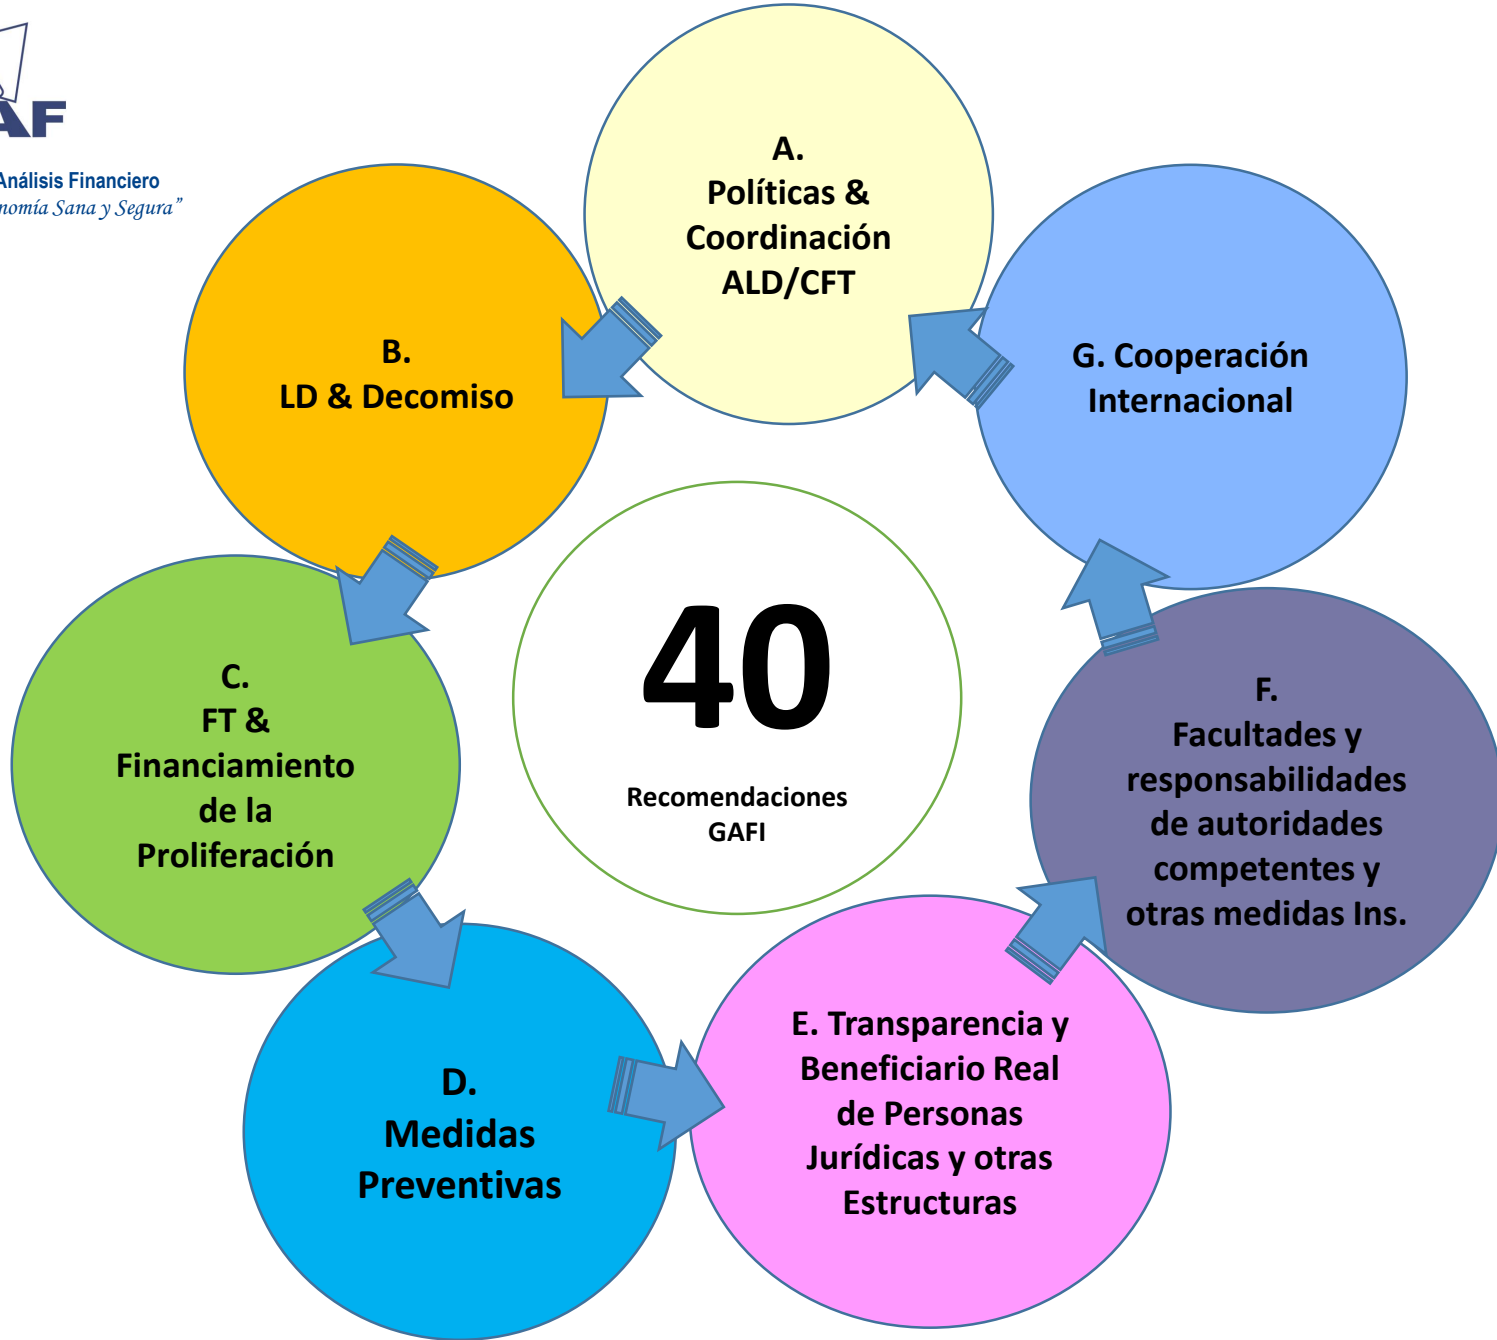 AF
Análisis Financiero
nomía Sana y Segura”
A.
Políticas &
Coordinación
ALD/CFT
B.
LD & Decomiso
G. Cooperación
Internacional
C.
FT &
Financiamiento
de la
Proliferación
40
Recomendaciones
GAFI
F.
Facultades y
responsabilidades
de autoridades
competentes y
otras medidas Ins.
D.
Medidas
Preventivas
E. Transparencia y
Beneficiario Real
de Personas
Jurídicas y otras
Estructuras